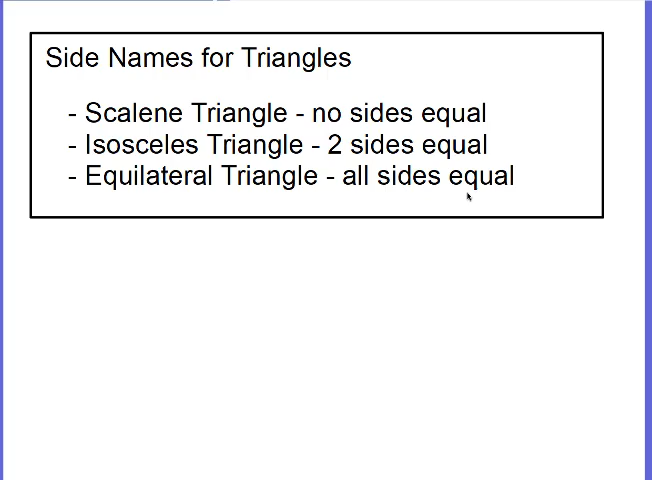 Side Names for Triangles
- Scalene Triangle - no sides equal
- Isosceles Triangle - 2 sides equal
- Equilateral Triangle - all sides equal